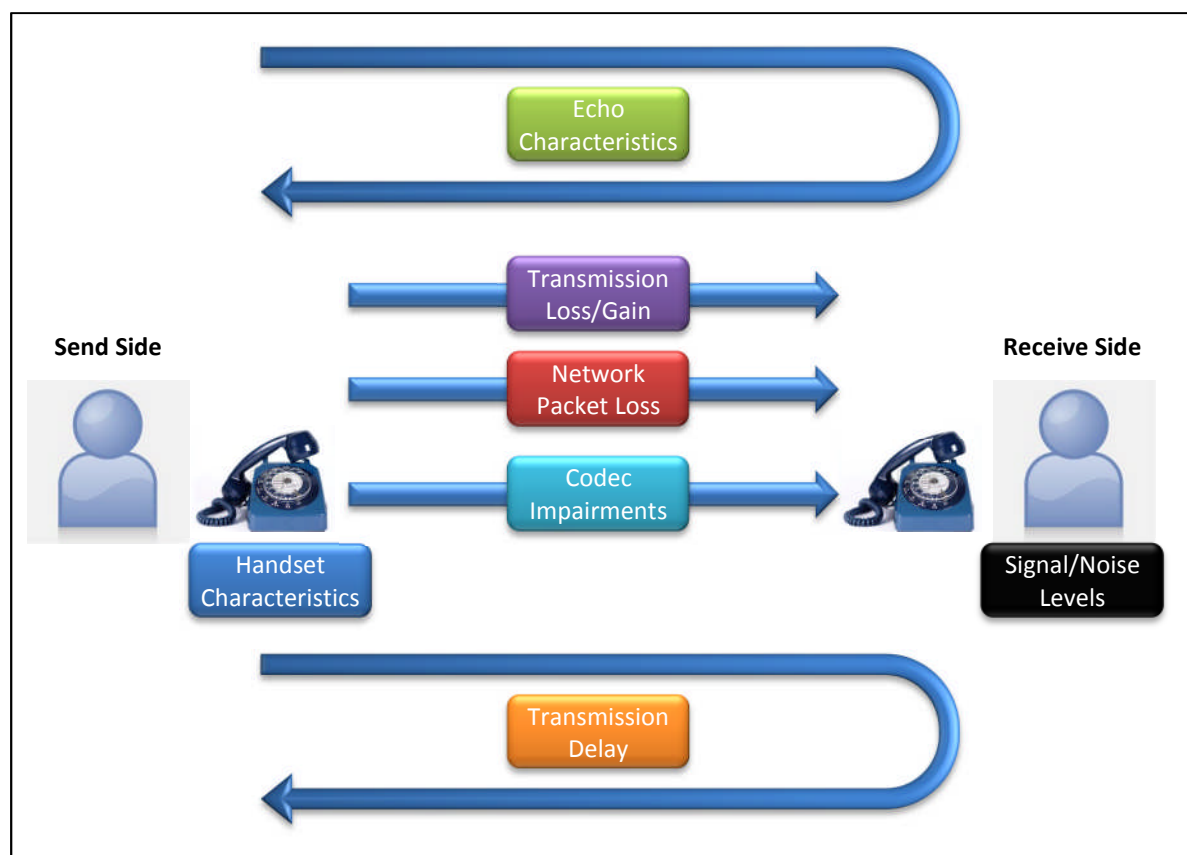 Echo
Characteristics
Transmission
Loss/Gain
Send Side
Receive Side
Network
Packet Loss
Codec
Impairments
Handset
Characteristics
Signal/Noise
Levels
Transmission
Delay